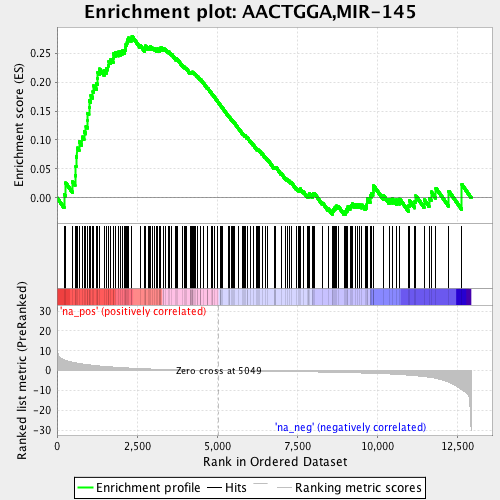 Enrichment plot: AACTGGA,MIR-145
Enrichment score (ES)
0.25
0.20
0.15
0.10
0.05
0.00
Ranked list metric (PreRanked)
30
20
10
0
-10
-20
-30
'na_pos' (positively correlated)
Zero cross at 5049
'na_neg' (negatively correlated)
0
2,500
5,000
7,500
10,000
12,500
Rank in Ordered Dataset
Enrichment profile
Hits
Ranking metric scores